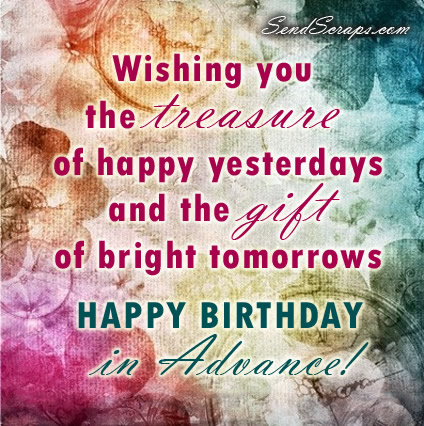 SendScraps.com
Wishing you
the treasure
of happy yesterdays
and the gift
of bright tomorrows
HAPPY BIRTHDAY
in Advance!